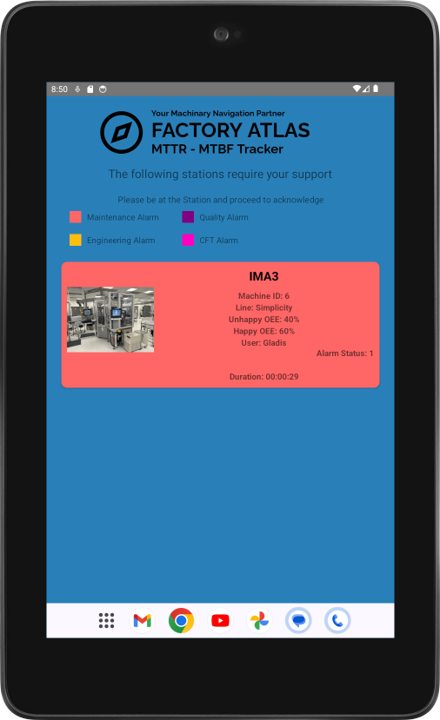 8:50
Your Machinary Navigation Partner
FACTORY ATLAS
MTTR - MTBF Tracker
The following stations require your support
Please be at the Station and proceed to acknowledge
Maintenance Alarm
Quality Alarm
Engineering Alarm
CFT Alarm
IMA3
Machine ID: 6
Line: Simplicity
Unhappy OEE: 40%
Happy OEE: 60%
User: Gladis
Alarm Status: 1
Duration: 00:00:29